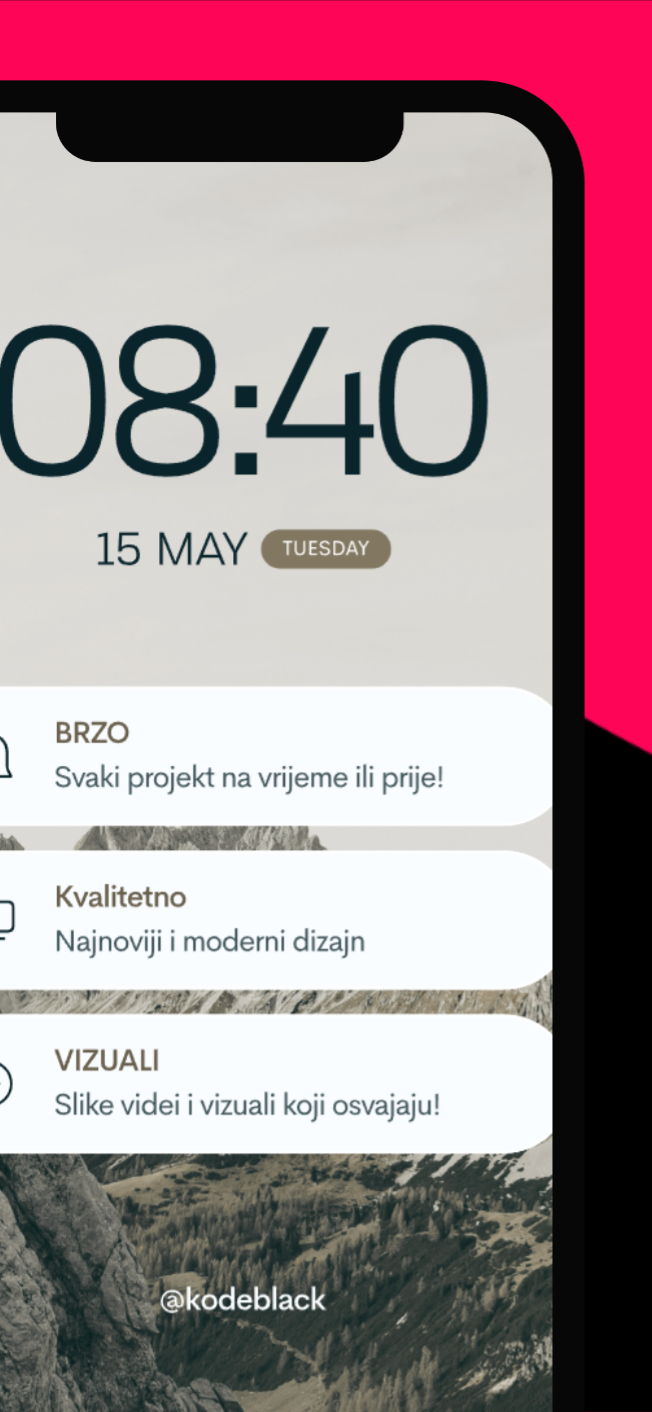 08:40
15 MAY TUESDAY
BRZO
Svaki projekt na vrijeme ili prije!
Kvalitetno
Najnoviji i moderni dizajn
VIZUALI
Slike videi i vizuali koji osvajaju!
@kodeblack